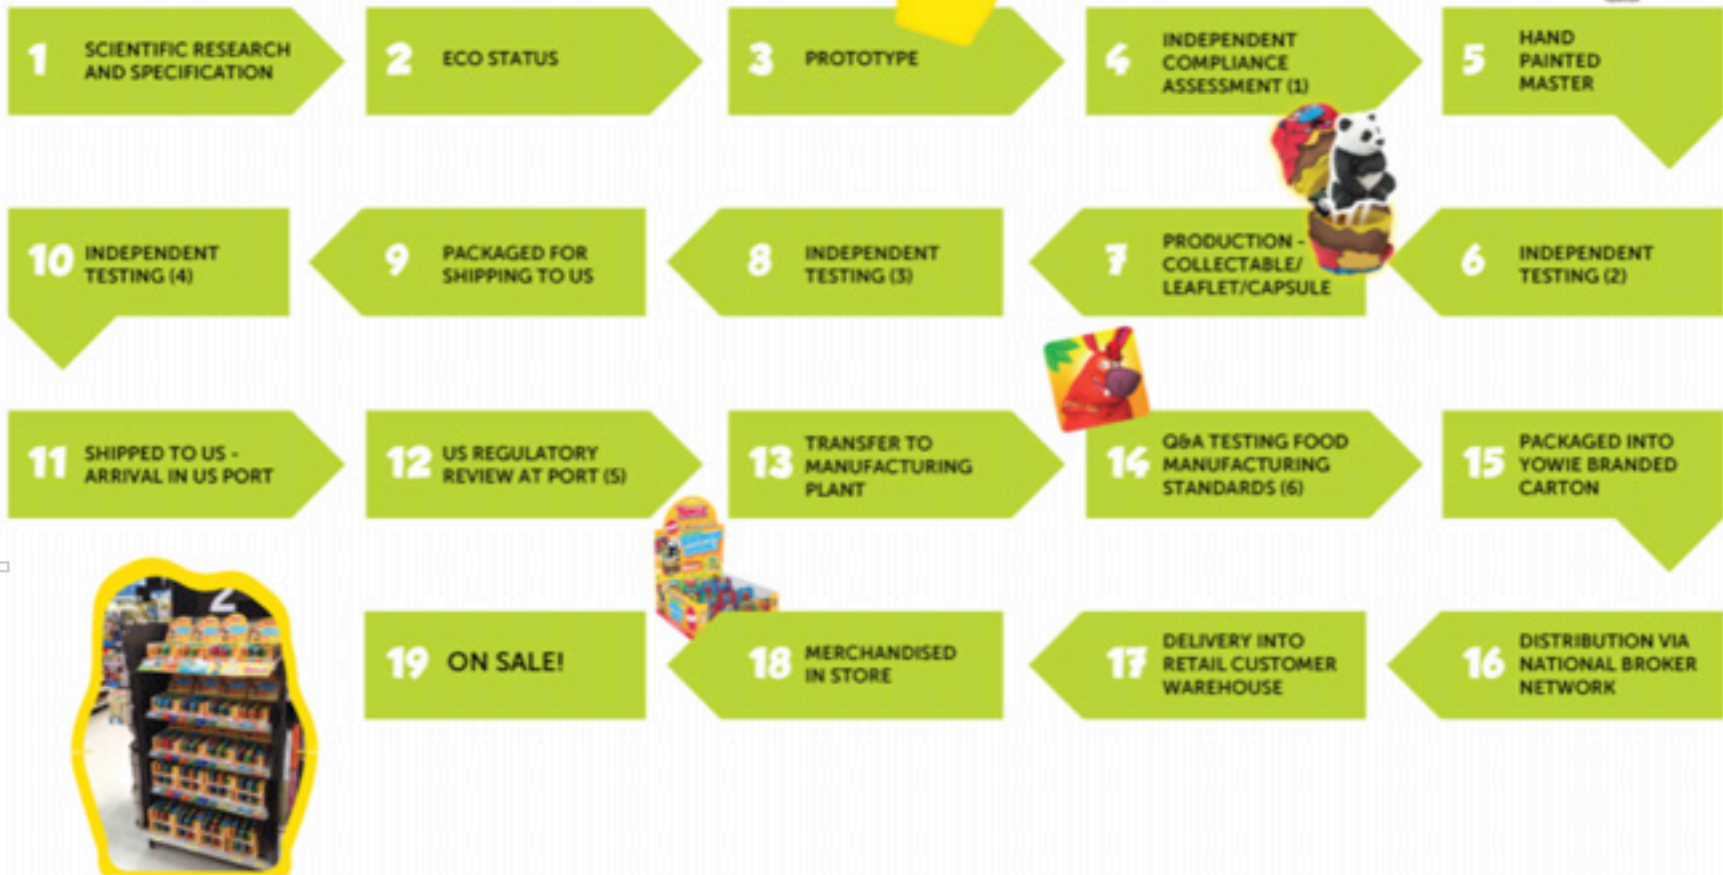 1
SCIENTIFIC RESEARCH
AND SPECIFICATION
2
ECO STATUS
3
PROTOTYPE
4
INDEPENDENT
COMPLIANCE
ASSESSMENT (1)
5
HAND
PAINTED
MASTER
6
INDEPENDENT
TESTING (2)
7
PRODUCTION -
COLLECTABLE/
LEAFLET/CAPSULE
8
INDEPENDENT
TESTING (3)
9
PACKAGED FOR
SHIPPING TO US
10
INDEPENDENT
TESTING (4)
11
SHIPPED TO US -
ARRIVAL IN US PORT
12
US REGULATORY
REVIEW AT PORT (5)
13
TRANSFER TO
MANUFACTURING
PLANT
14
Q&A TESTING FOOD
MANUFACTURING
STANDARDS (6)
15
PACKAGED INTO
YOWIE BRANDED
CARTON
16
DISTRIBUTION VIA
NATIONAL BROKER
NETWORK
17
DELIVERY INTO
RETAIL CUSTOMER
WAREHOUSE
18
MERCHANDISED
IN STORE
19
ON SALE!